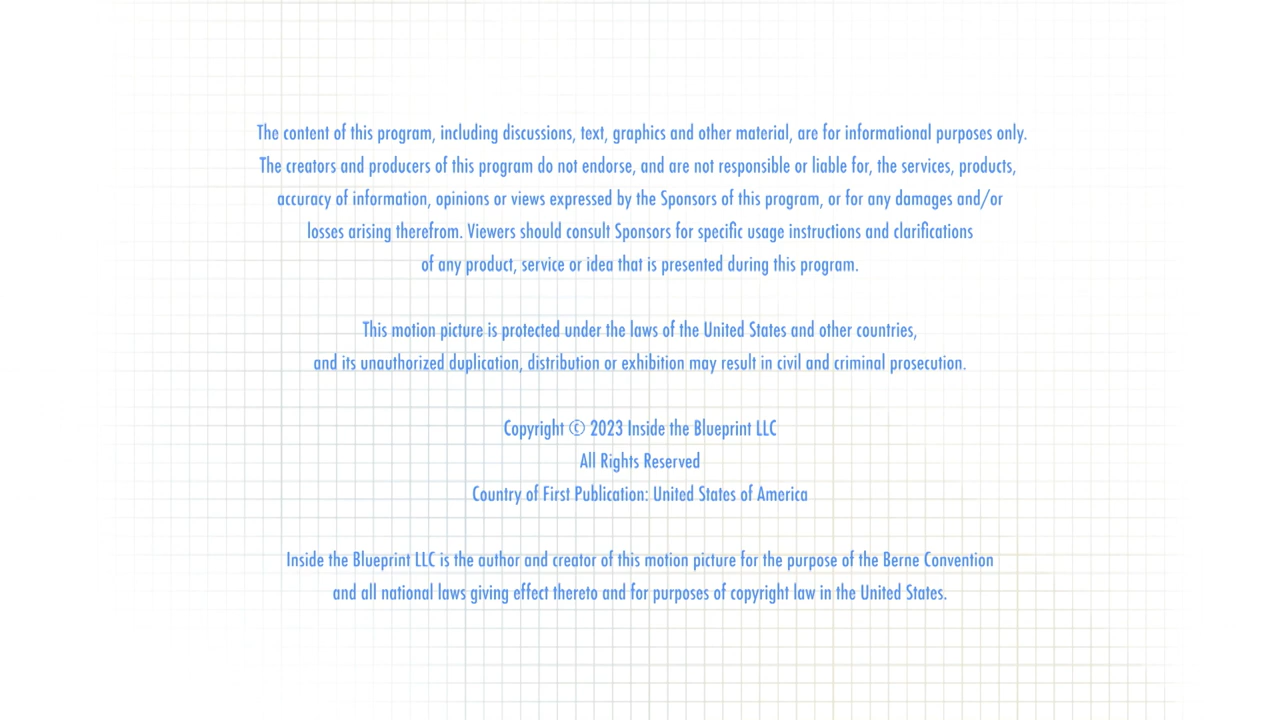 The content of this program, including discussions, text, graphics and other material, are for informational purposes only.
The creators and producers of this program do not endorse, and are not responsible or liable for, the services, products,
accuracy of information, opinions or views expressed by the Sponsors of this program, or for any damages and/or
losses arising therefrom. Viewers should consult Sponsors for specific usage instructions and clarifications
of any product, service or idea that is presented during this program.
This motion picture is protected under the laws of the United States and other countries,
and its unauthorized duplication, distribution or exhibition may result in civil and criminal prosecution.
Copyright © 2023 Inside the Blueprint LLC
All Rights Reserved
Country of First Publication: United States of America
Inside the Blueprint LLC is the author and creator of this motion picture for the purpose of the Berne Convention
and all national laws giving effect thereto and for purposes of copyright law in the United States.